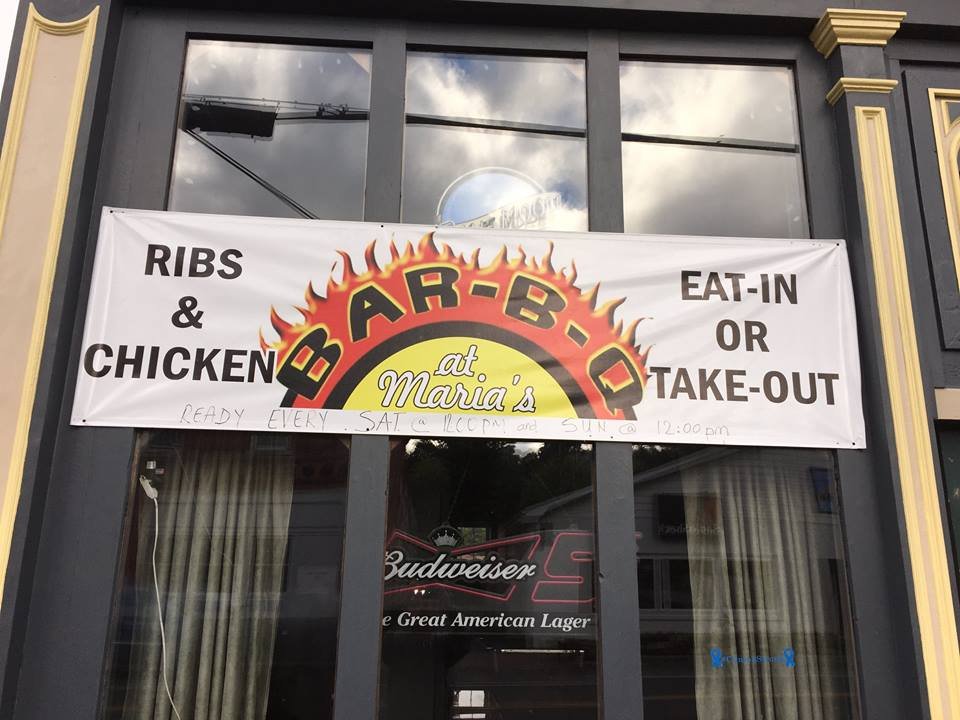 RIBS
&
CHICKEN
BAR-B-Q
at
Maria's
EAT-IN
OR
TAKE-OUT
READY EVERY SAT @ 12:00 PM and SUN @ 12:00 pm
Budweiser
e Great American Lager